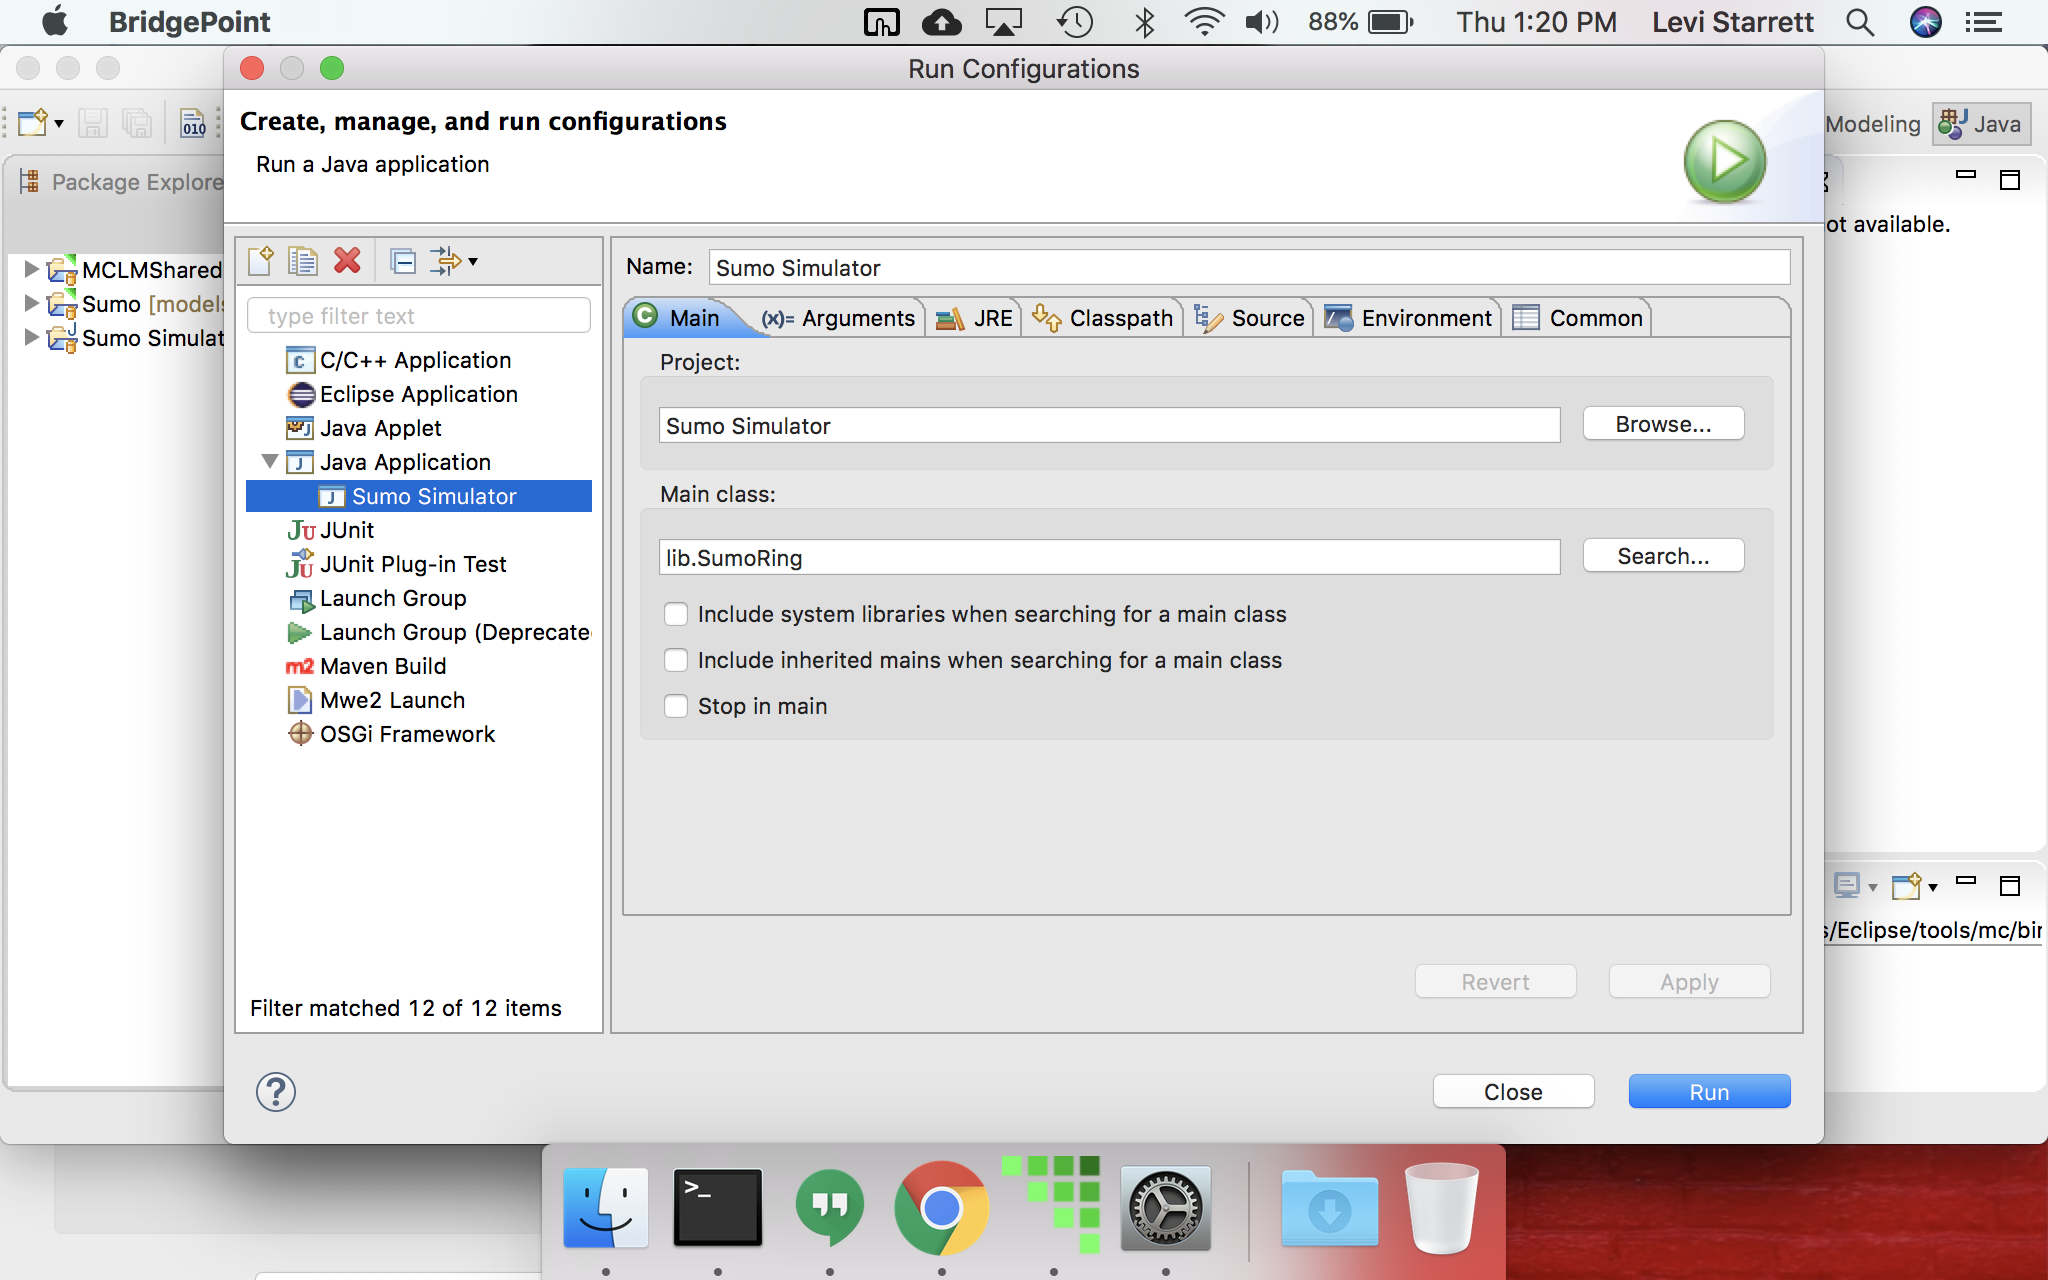 BridgePoint
88%
Thu 1:20 PM
Levi Starrett
Run Configurations
Create, manage, and run configurations
Run a Java application
010
Modeling
Java
Package Explore
ot available.
MCLMShared
Sumo [models
Sumo Simulat
type filter text
C/C++ Application
Eclipse Application
Java Applet
Java Application
Sumo Simulator
JUnit
JUnit Plug-in Test
Launch Group
Launch Group (Deprecate
m2 Maven Build
Mwe2 Launch
OSGi Framework
Filter matched 12 of 12 items
Name: Sumo Simulator
Main
(x)= Arguments
JRE
Classpath
Source
Environment
Common
Project:
Sumo Simulator
Browse...
Main class:
lib.SumoRing
Search...
Include system libraries when searching for a main class
Include inherited mains when searching for a main class
Stop in main
s/Eclipse/tools/mc/bin
Revert
Apply
?
Close
Run
>_